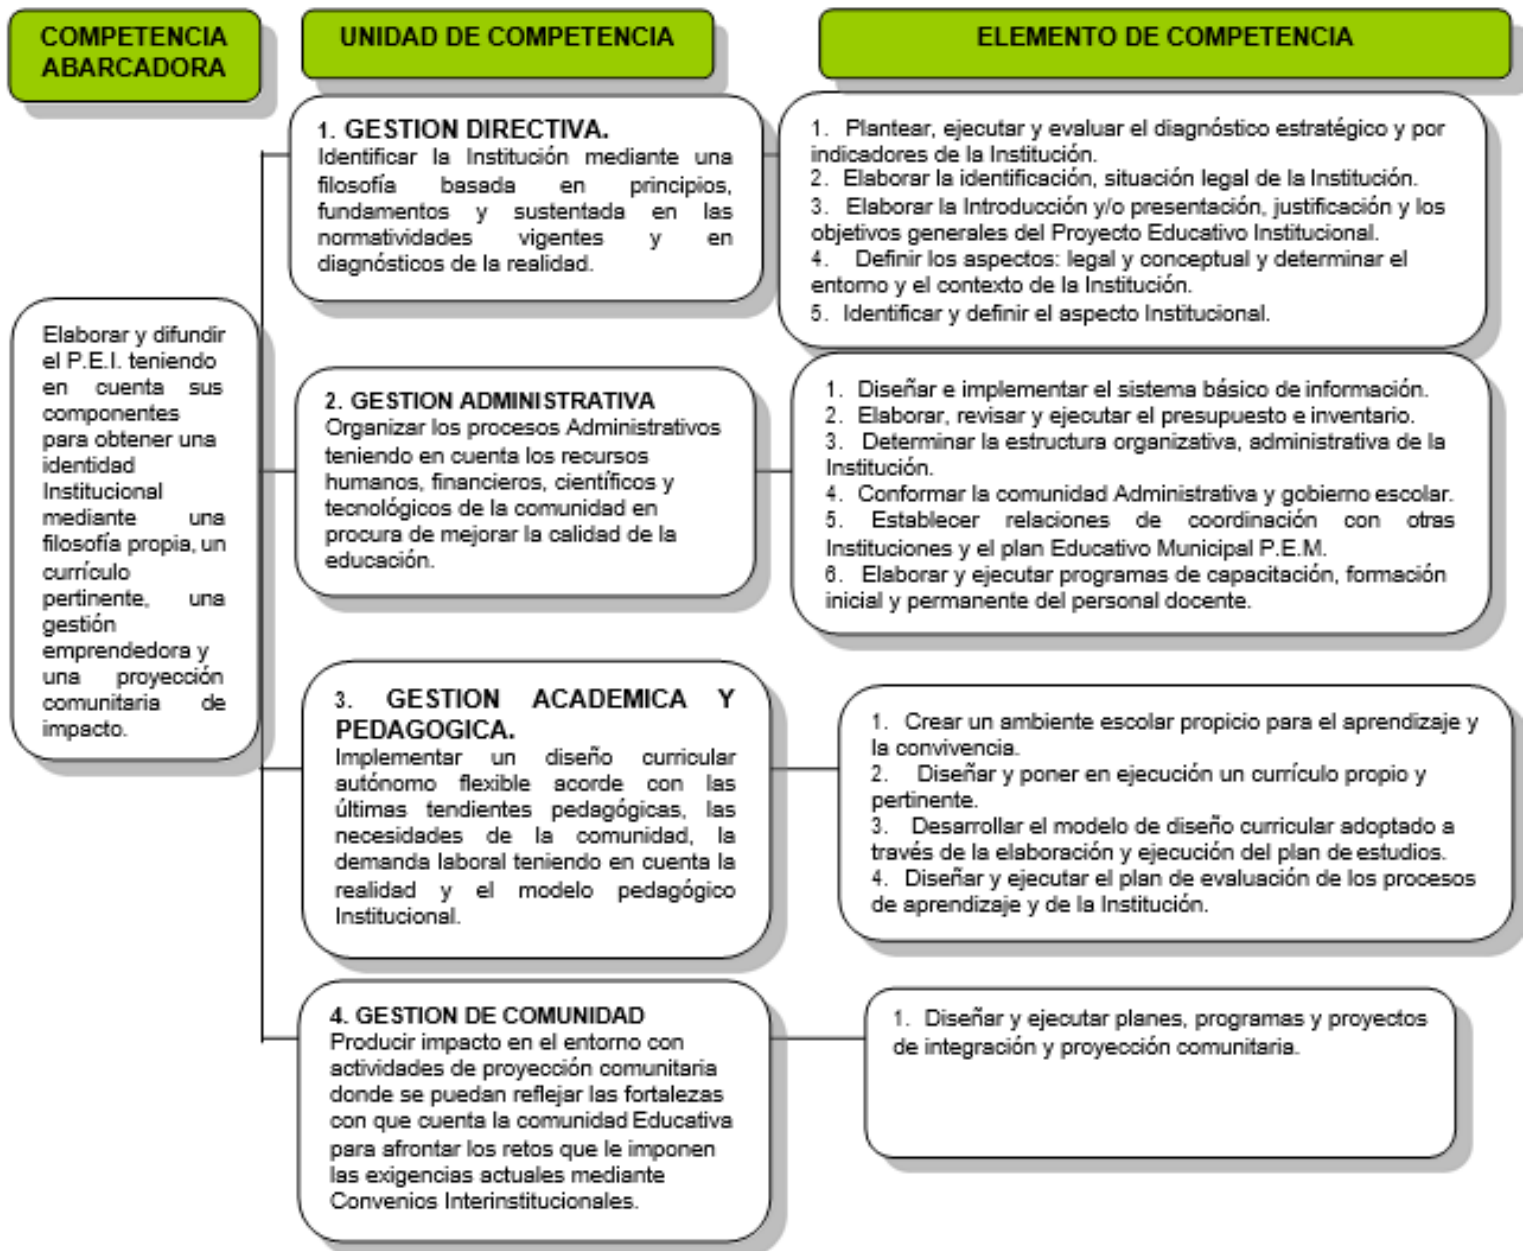 COMPETENCIA
ABARCADORA
UNIDAD DE COMPETENCIA
ELEMENTO DE COMPETENCIA
Elaborar y difundir
el P.E.I. teniendo
en cuenta sus
componentes
para obtener una
identidad
Institucional
mediante una
filosofía propia, un
currículo
pertinente, una
gestión
emprendedora y
una proyección
comunitaria de
impacto.
1. GESTION DIRECTIVA.
Identificar la Institución mediante una
filosofía basada en principios,
fundamentos y sustentada en las
normatividades vigentes y en
diagnósticos de la realidad.
1. Plantear, ejecutar y evaluar el diagnóstico estratégico y por
indicadores de la Institución.
2. Elaborar la identificación, situación legal de la Institución.
3. Elaborar la Introducción y/o presentación, justificación y los
objetivos generales del Proyecto Educativo Institucional.
4. Definir los aspectos: legal y conceptual y determinar el
entorno y el contexto de la Institución.
5. Identificar y definir el aspecto Institucional.
2. GESTION ADMINISTRATIVA
Organizar los procesos Administrativos
teniendo en cuenta los recursos
humanos, financieros, científicos y
tecnológicos de la comunidad en
procura de mejorar la calidad de la
educación.
1. Diseñar e implementar el sistema básico de información.
2. Elaborar, revisar y ejecutar el presupuesto e inventario.
3. Determinar la estructura organizativa, administrativa de la
Institución.
4. Conformar la comunidad Administrativa y gobierno escolar.
5. Establecer relaciones de coordinación con otras
Instituciones y el plan Educativo Municipal P.E.M.
6. Elaborar y ejecutar programas de capacitación, formación
inicial y permanente del personal docente.
3. GESTION ACADEMICA Y
PEDAGOGICA.
Implementar un diseño curricular
autónomo flexible acorde con las
últimas tendientes pedagógicas, las
necesidades de la comunidad, la
demanda laboral teniendo en cuenta la
realidad y el modelo pedagógico
Institucional.
1. Crear un ambiente escolar propicio para el aprendizaje y
la convivencia.
2. Diseñar y poner en ejecución un currículo propio y
pertinente.
3. Desarrollar el modelo de diseño curricular adoptado a
través de la elaboración y ejecución del plan de estudios.
4. Diseñar y ejecutar el plan de evaluación de los procesos
de aprendizaje y de la Institución.
4. GESTION DE COMUNIDAD
Producir impacto en el entorno con
actividades de proyección comunitaria
donde se puedan reflejar las fortalezas
con que cuenta la comunidad Educativa
para afrontar los retos que le imponen
las exigencias actuales mediante
Convenios Interinstitucionales.
1. Diseñar y ejecutar planes, programas y proyectos
de integración y proyección comunitaria.